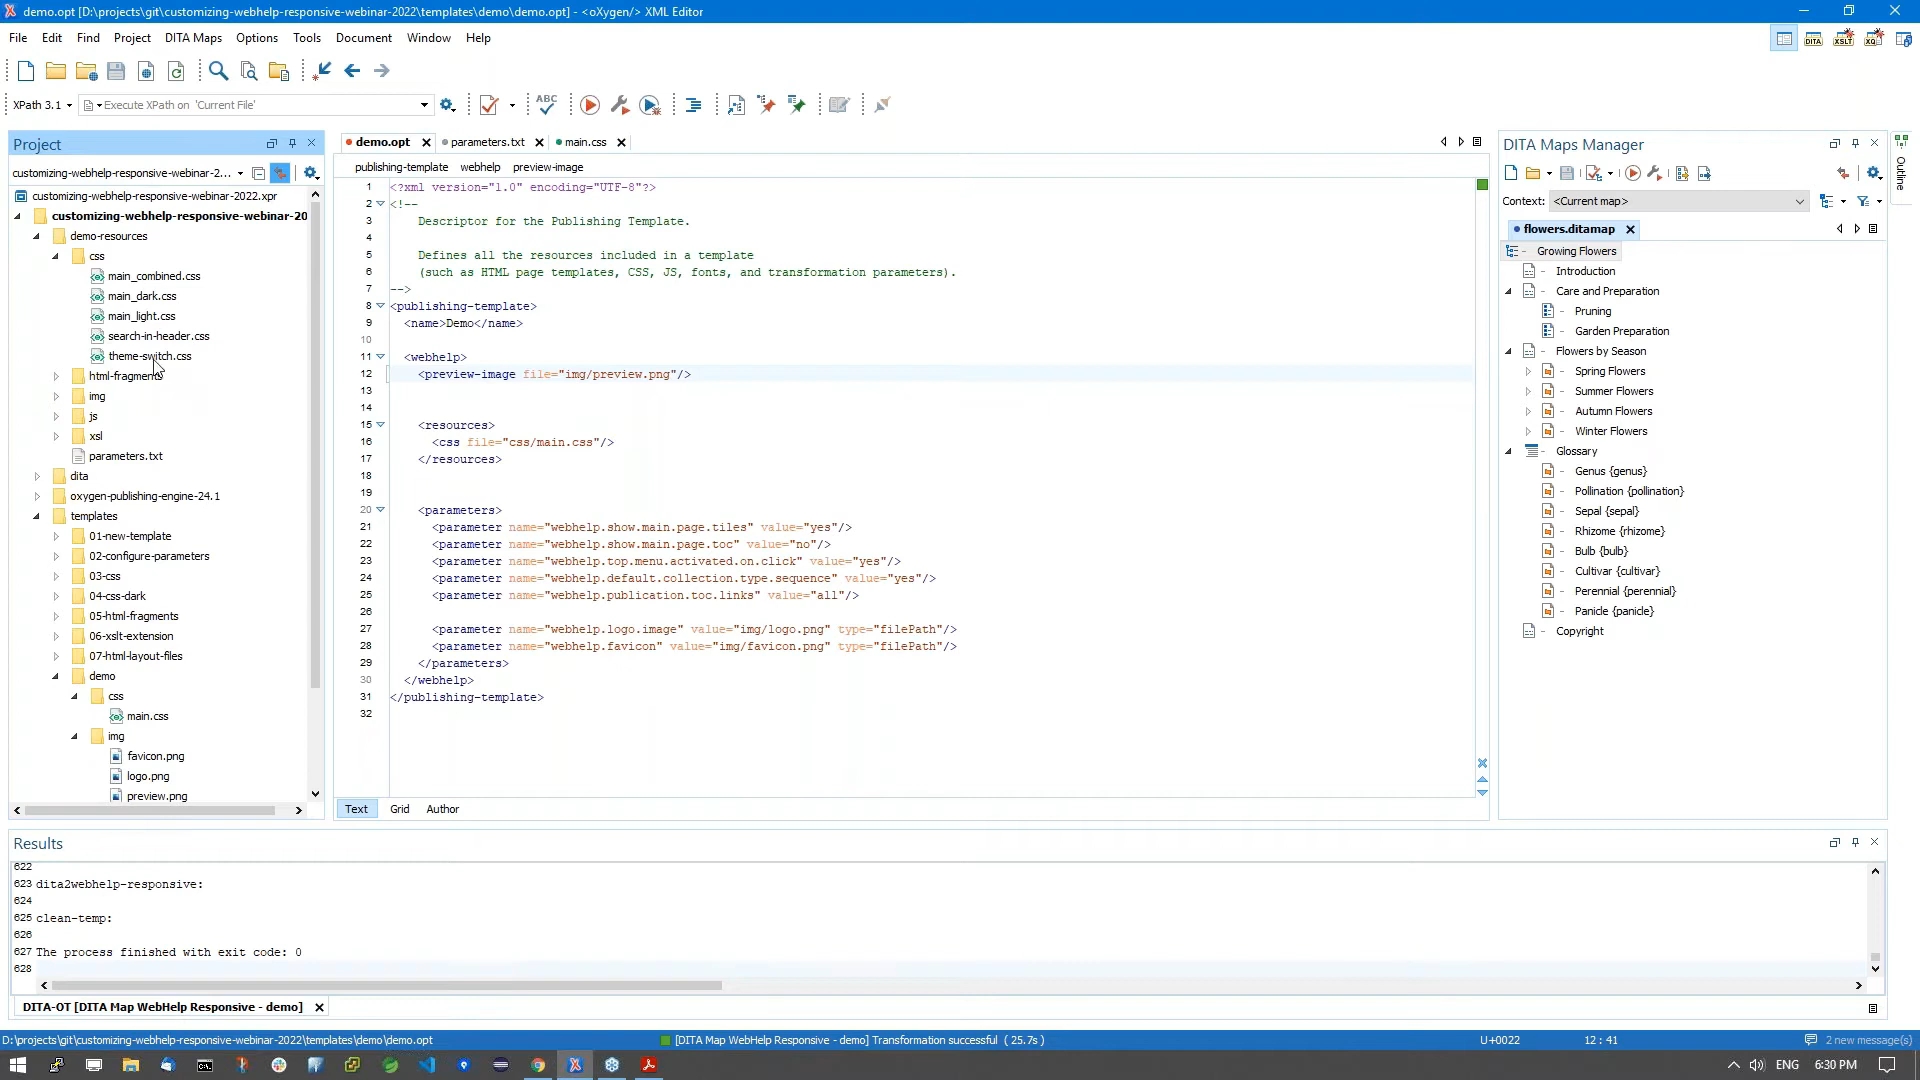 demo.opt [D:\projects\git\customizing-webhelp-responsive-webinar-2022\templates\demo\demo.opt] - <oXygen/> XML Editor
File Edit Find Project DITA Maps Options Tools Document Window Help
XPath 3.1 Execute XPath on 'Current File'
Project
customizing-webhelp-responsive-webinar-2...
customizing-webhelp-responsive-webinar-2022.xpr
customizing-webhelp-responsive-webinar-20
demo-resources
css
main_combined.css
main_dark.css
main_light.css
search-in-header.css
theme-switch.css
html-fragments
img
js
xsl
parameters.txt
dita
oxygen-publishing-engine-24.1
templates
01-new-template
02-configure-parameters
03-css
04-css-dark
05-html-fragments
06-xslt-extension
07-html-layout-files
demo
css
main.css
img
favicon.png
logo.png
preview.png
demo.opt parameters.txt main.css
publishing-template webhelp preview-image
1 <?xml version="1.0" encoding="UTF-8"?>
2 <!--
3 Descriptor for the Publishing Template.
4
5 Defines all the resources included in a template
6 (such as HTML page templates, CSS, JS, fonts, and transformation parameters).
7 -->
8 <publishing-template>
9 <name>Demo</name>
10
11 <webhelp>
12 <preview-image file="img/preview.png"/>
13
14
15 <resources>
16 <css file="css/main.css"/>
17 </resources>
18
19
20 <parameters>
21 <parameter name="webhelp.show.main.page.tiles" value="yes"/>
22 <parameter name="webhelp.show.main.page.toc" value="no"/>
23 <parameter name="webhelp.top.menu.activated.on.click" value="yes"/>
24 <parameter name="webhelp.default.collection.type.sequence" value="yes"/>
25 <parameter name="webhelp.publication.toc.links" value="all"/>
26
27 <parameter name="webhelp.logo.image" value="img/logo.png" type="filePath"/>
28 <parameter name="webhelp.favicon" value="img/favicon.png" type="filePath"/>
29 </parameters>
30 </webhelp>
31 </publishing-template>
32
Text Grid Author
DITA Maps Manager
Context: <Current map>
flowers.ditamap
Growing Flowers
Introduction
Care and Preparation
Pruning
Garden Preparation
Flowers by Season
Spring Flowers
Summer Flowers
Autumn Flowers
Winter Flowers
Glossary
Genus {genus}
Pollination {pollination}
Sepal {sepal}
Rhizome {rhizome}
Bulb {bulb}
Cultivar {cultivar}
Perennial {perennial}
Panicle {panicle}
Copyright
Outline
Results
622
623 dita2webhelp-responsive:
624
625 clean-temp:
626
627 The process finished with exit code: 0
628
DITA-OT [DITA Map WebHelp Responsive - demo]
D:\projects\git\customizing-webhelp-responsive-webinar-2022\templates\demo\demo.opt [DITA Map WebHelp Responsive - demo] Transformation successful (25.7s) U+0022 12 : 41 2 new message(s)
ENG 6:30 PM